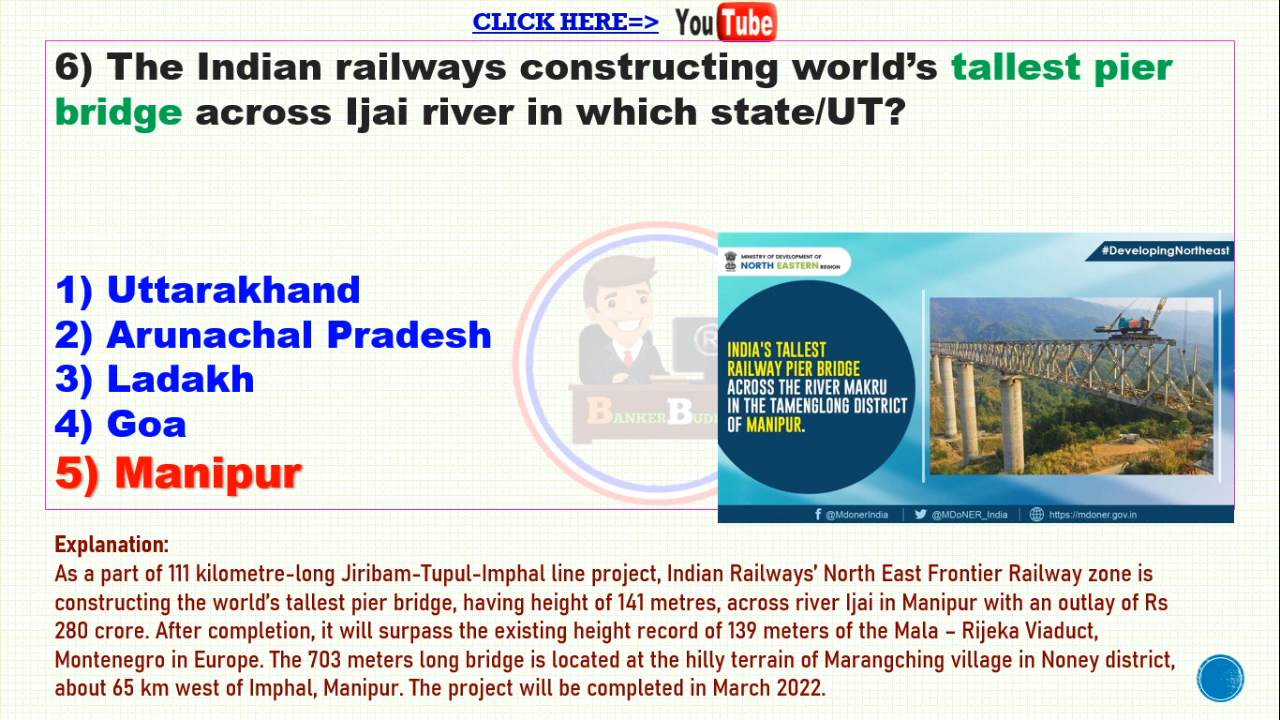 CLICK HERE=> YouTube
6) The Indian railways constructing world’s tallest pier
bridge across Ijai river in which state/UT?
1) Uttarakhand
2) Arunachal Pradesh
3) Ladakh
4) Goa
5) Manipur
BANKER BUD
#DevelopingNortheast
MINISTRY OF DEVELOPMENT OF
NORTH EASTERN REGION
INDIA'S TALLEST
RAILWAY PIER BRIDGE
ACROSS THE RIVER MAKRU
IN THE TAMENGLONG DISTRICT
OF MANIPUR.
@MdonerIndia @MDoNER_India https://mdoner.gov.in
Explanation:
As a part of 111 kilometre-long Jiribam-Tupul-Imphal line project, Indian Railways’ North East Frontier Railway zone is
constructing the world’s tallest pier bridge, having height of 141 metres, across river Ijai in Manipur with an outlay of Rs
280 crore. After completion, it will surpass the existing height record of 139 meters of the Mala – Rijeka Viaduct,
Montenegro in Europe. The 703 meters long bridge is located at the hilly terrain of Marangching village in Noney district,
about 65 km west of Imphal, Manipur. The project will be completed in March 2022.